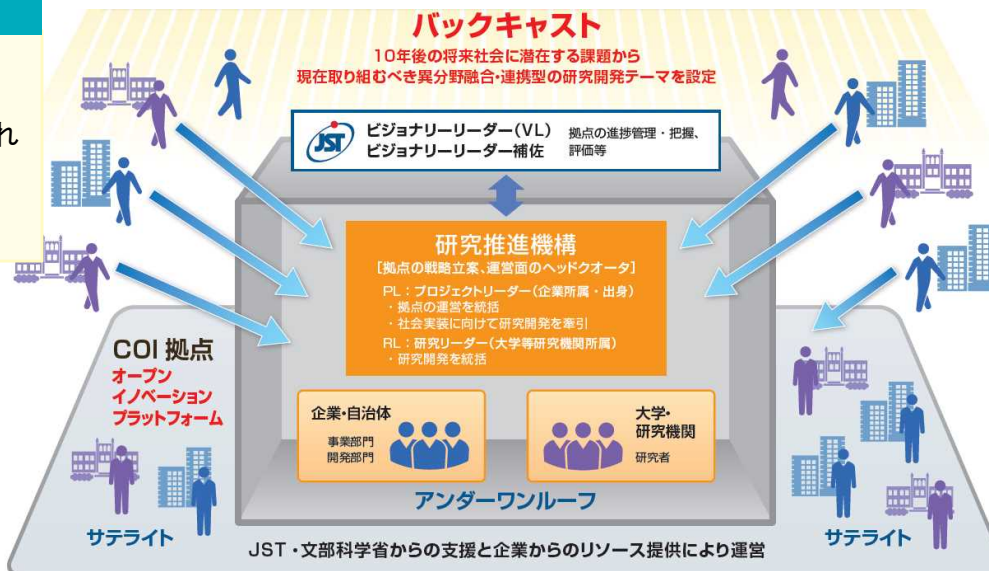 れ
バックキャスト
10年後の将来社会に潜在する課題から
現在取り組むべき異分野融合・連携型の研究開発テーマを設定
JST
ビジョナリーリーダー(VL)
ビジョナリーリーダー補佐
拠点の進捗管理・把握、
評価等
研究推進機構
[拠点の戦略立案、運営面のヘッドクオータ]
PL:プロジェクトリーダー(企業所属・出身)
・拠点の運営を統括
・社会実装に向けて研究開発を牽引
RL:研究リーダー(大学等研究機関所属)
・研究開発を統括
COI 拠点
オープン
イノベーション
プラットフォーム
企業・自治体
事業部門
開発部門
大学・
研究機関
研究者
アンダーワンルーフ
サテライト
サテライト
JST・文部科学省からの支援と企業からのリソース提供により運営